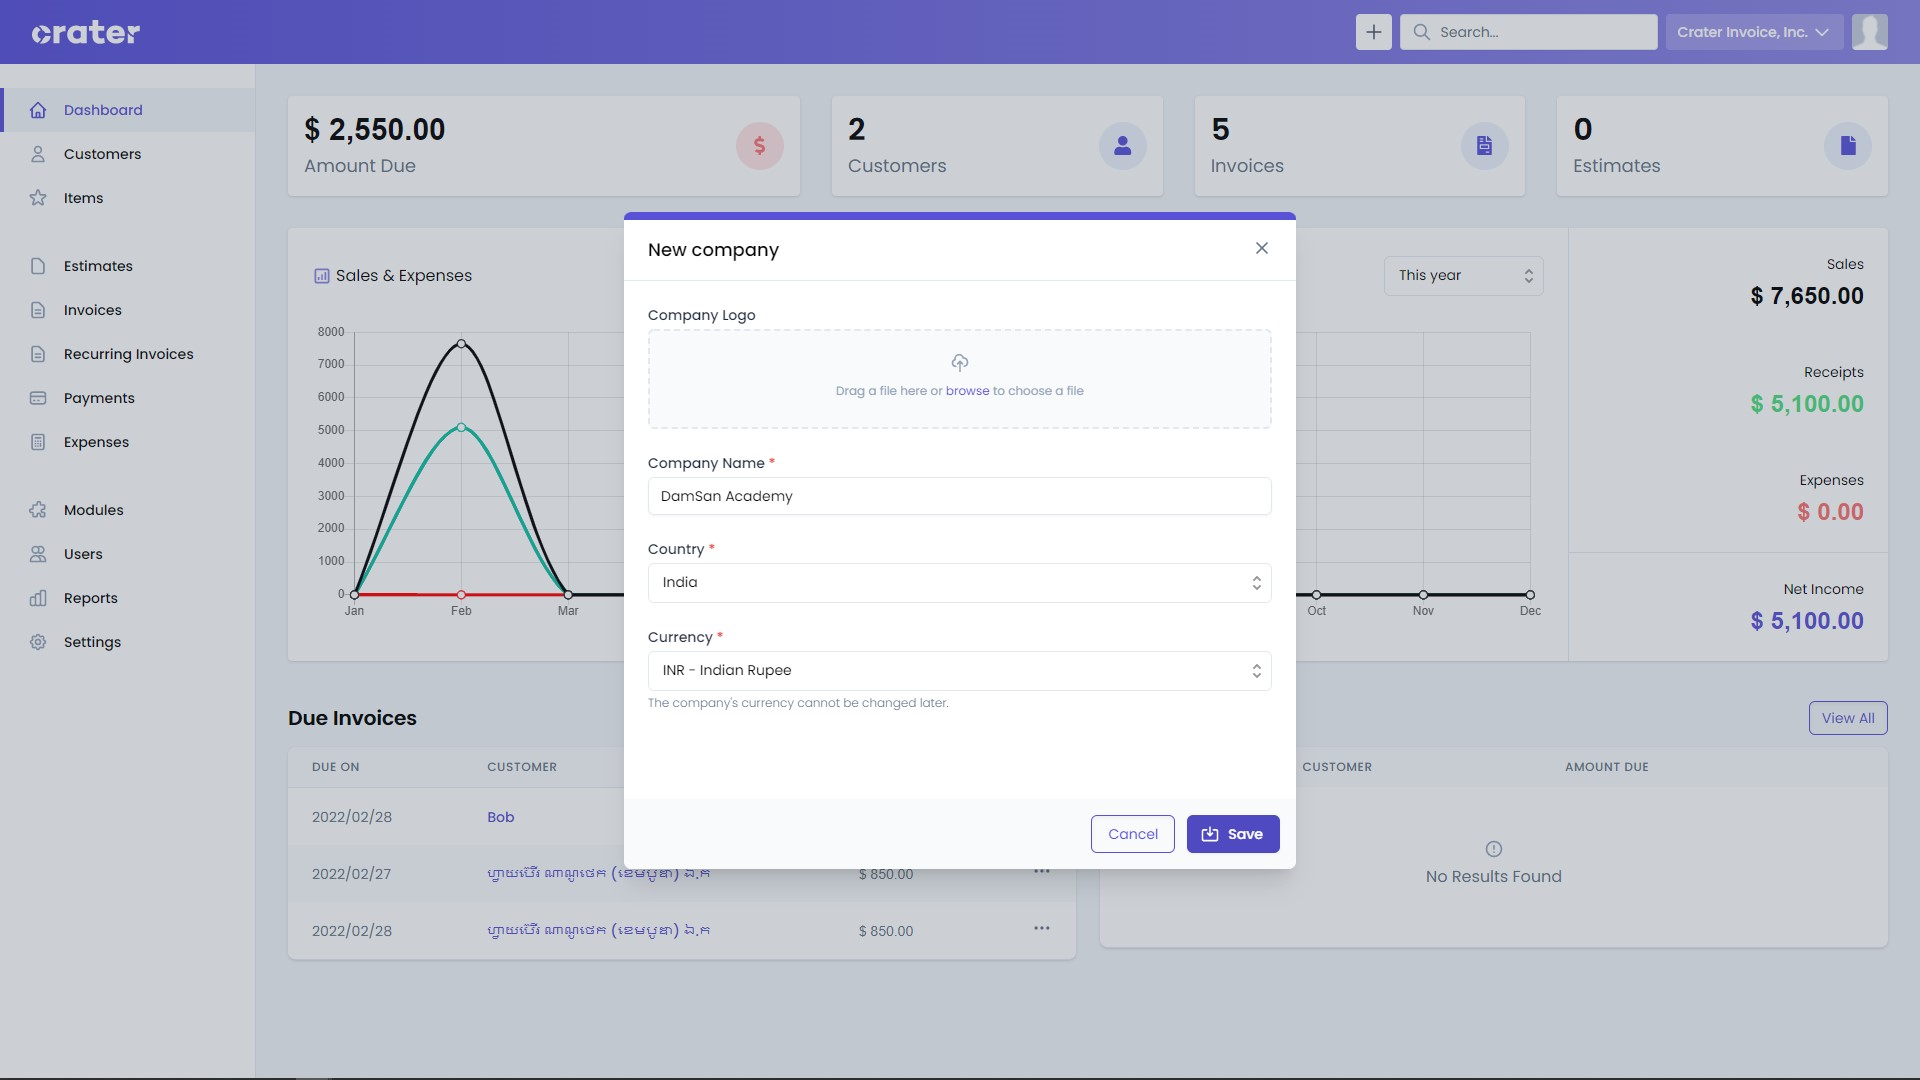 crater
Search...
Crater Invoice, Inc.
Dashboard
Customers
Items
Estimates
Invoices
Recurring Invoices
Payments
Expenses
Modules
Users
Reports
Settings
$ 2,550.00
Amount Due
2
Customers
5
Invoices
0
Estimates
Sales & Expenses
This year
8000
7000
6000
5000
4000
3000
2000
1000
0
Jan
Feb
Mar
Oct
Nov
Dec
Sales
$ 7,650.00
Receipts
$ 5,100.00
Expenses
$ 0.00
Net Income
$ 5,100.00
New company
Company Logo
Drag a file here or browse to choose a file
Company Name *
DamSan Academy
Country *
India
Currency *
INR - Indian Rupee
The company's currency cannot be changed later.
Cancel
Save
Due Invoices
View All
DUE ON CUSTOMER
2022/02/28 Bob
2022/02/27 ហ្វាយប៊ើរ ណាណូថេក (ខេមបូឌា) ឯ.ក $ 850.00
2022/02/28 ហ្វាយប៊ើរ ណាណូថេក (ខេមបូឌា) ឯ.ក $ 850.00
CUSTOMER AMOUNT DUE
No Results Found